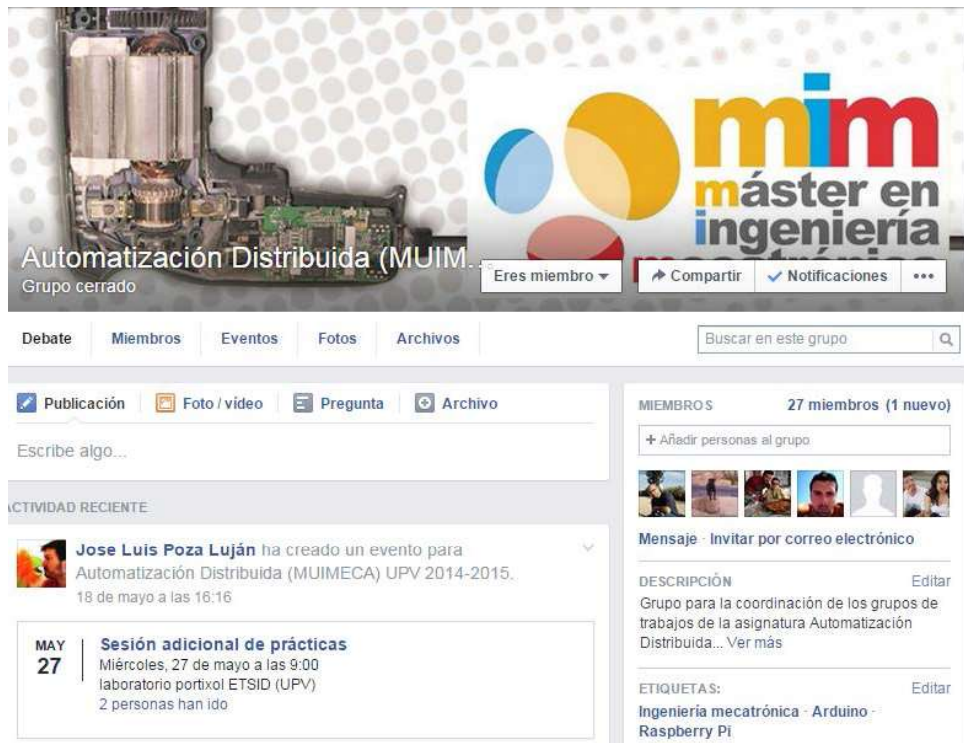 mim
máster en
ingeniería
Automatización Distribuida (MUIM...
Grupo cerrado
Eres miembro
Compartir
Notificaciones
Debate
Miembros
Eventos
Fotos
Archivos
Buscar en este grupo
Publicación
Foto / vídeo
Pregunta
Archivo
Escribe algo...
ACTIVIDAD RECIENTE
Jose Luis Poza Luján ha creado un evento para
Automatización Distribuida (MUIMECA) UPV 2014-2015.
18 de mayo a las 16:16
MAY
27
Sesión adicional de prácticas
Miércoles, 27 de mayo a las 9:00
laboratorio portixol ETSID (UPV)
2 personas han ido
MIEMBROS
27 miembros (1 nuevo)
+ Añadir personas al grupo
Mensaje · Invitar por correo electrónico
DESCRIPCIÓN
Editar
Grupo para la coordinación de los grupos de
trabajos de la asignatura Automatización
Distribuida... Ver más
ETIQUETAS:
Editar
Ingeniería mecatrónica · Arduino ·
Raspberry Pi